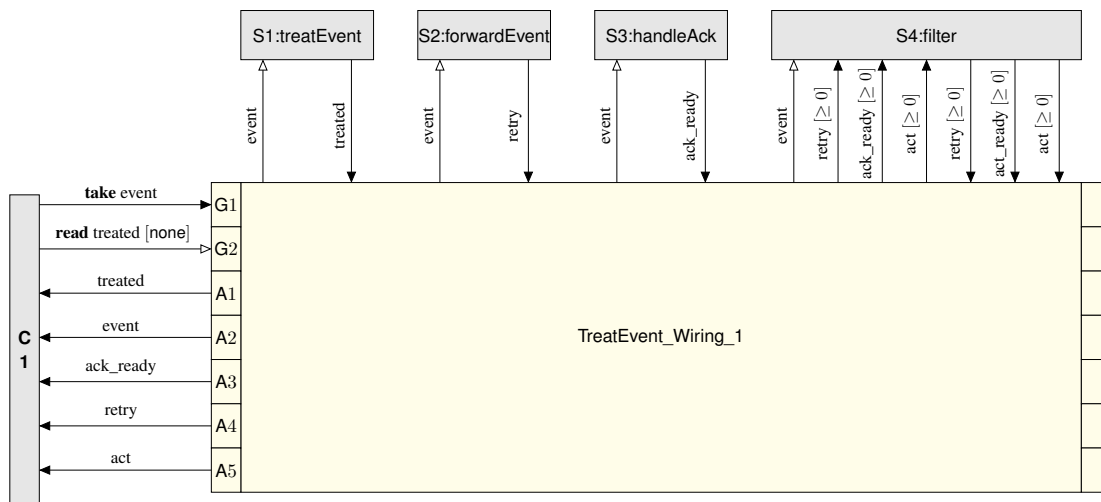 S1:treatEvent
S2:forwardEvent
S3:handleAck
S4:filter
event
treated
event
retry
event
ack_ready
event
retry [≥ 0]
ack_ready [≥ 0]
act [≥ 0]
retry [≥ 0]
act_ready [≥ 0]
act [≥ 0]
take event
G1
read treated [none]
G2
treated
A1
event
A2
ack_ready
A3
retry
A4
act
A5
C
1
TreatEvent_Wiring_1